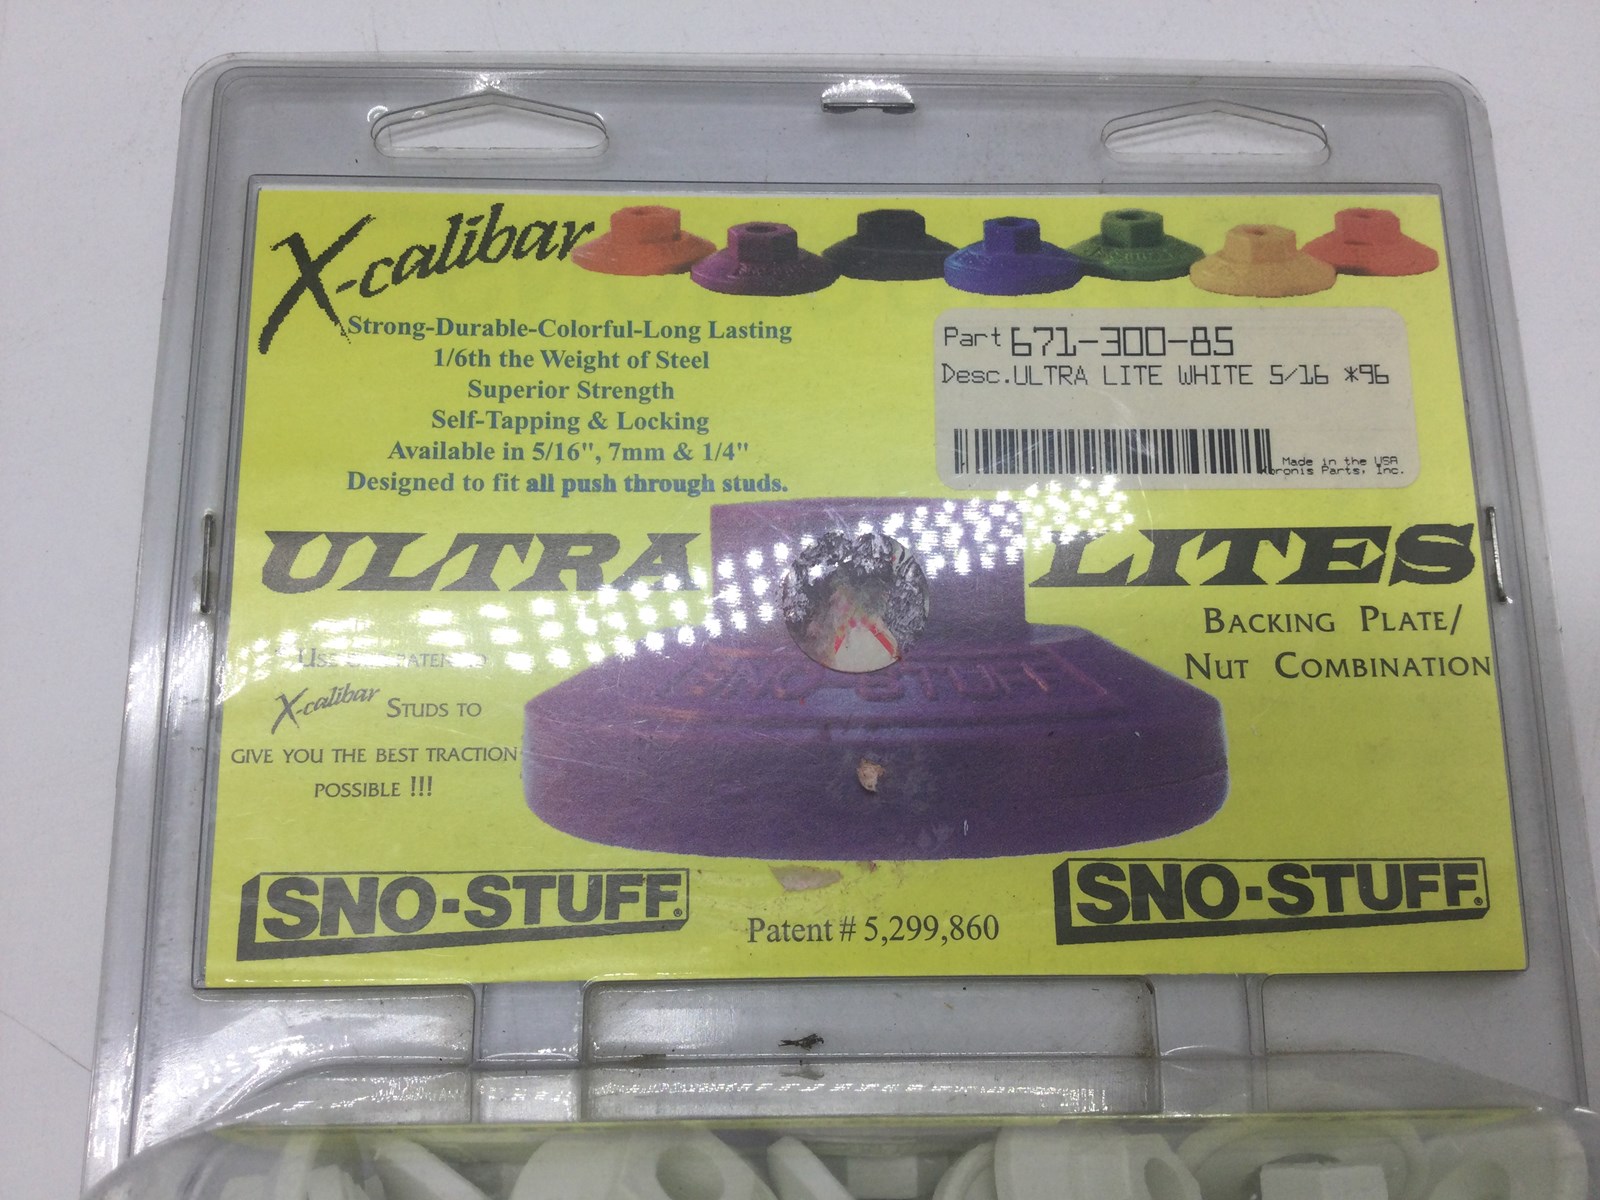 X-calibar
Strong-Durable-Colorful-Long Lasting
1/6th the Weight of Steel
Superior Strength
Self-Tapping & Locking
Available in 5/16", 7mm & 1/4"
Designed to fit all push through studs.
Part 671-300-85
Desc.ULTRA LITE WHITE 5/16 *96
Made in the USA
Parts, Inc.
ULTRA LITES
BACKING PLATE/
NUT COMBINATION
SNO-STUFF
USE
X-calibar STUDS TO
GIVE YOU THE BEST TRACTION
POSSIBLE !!!
SNO-STUFF®
Patent # 5,299,860
SNO-STUFF®